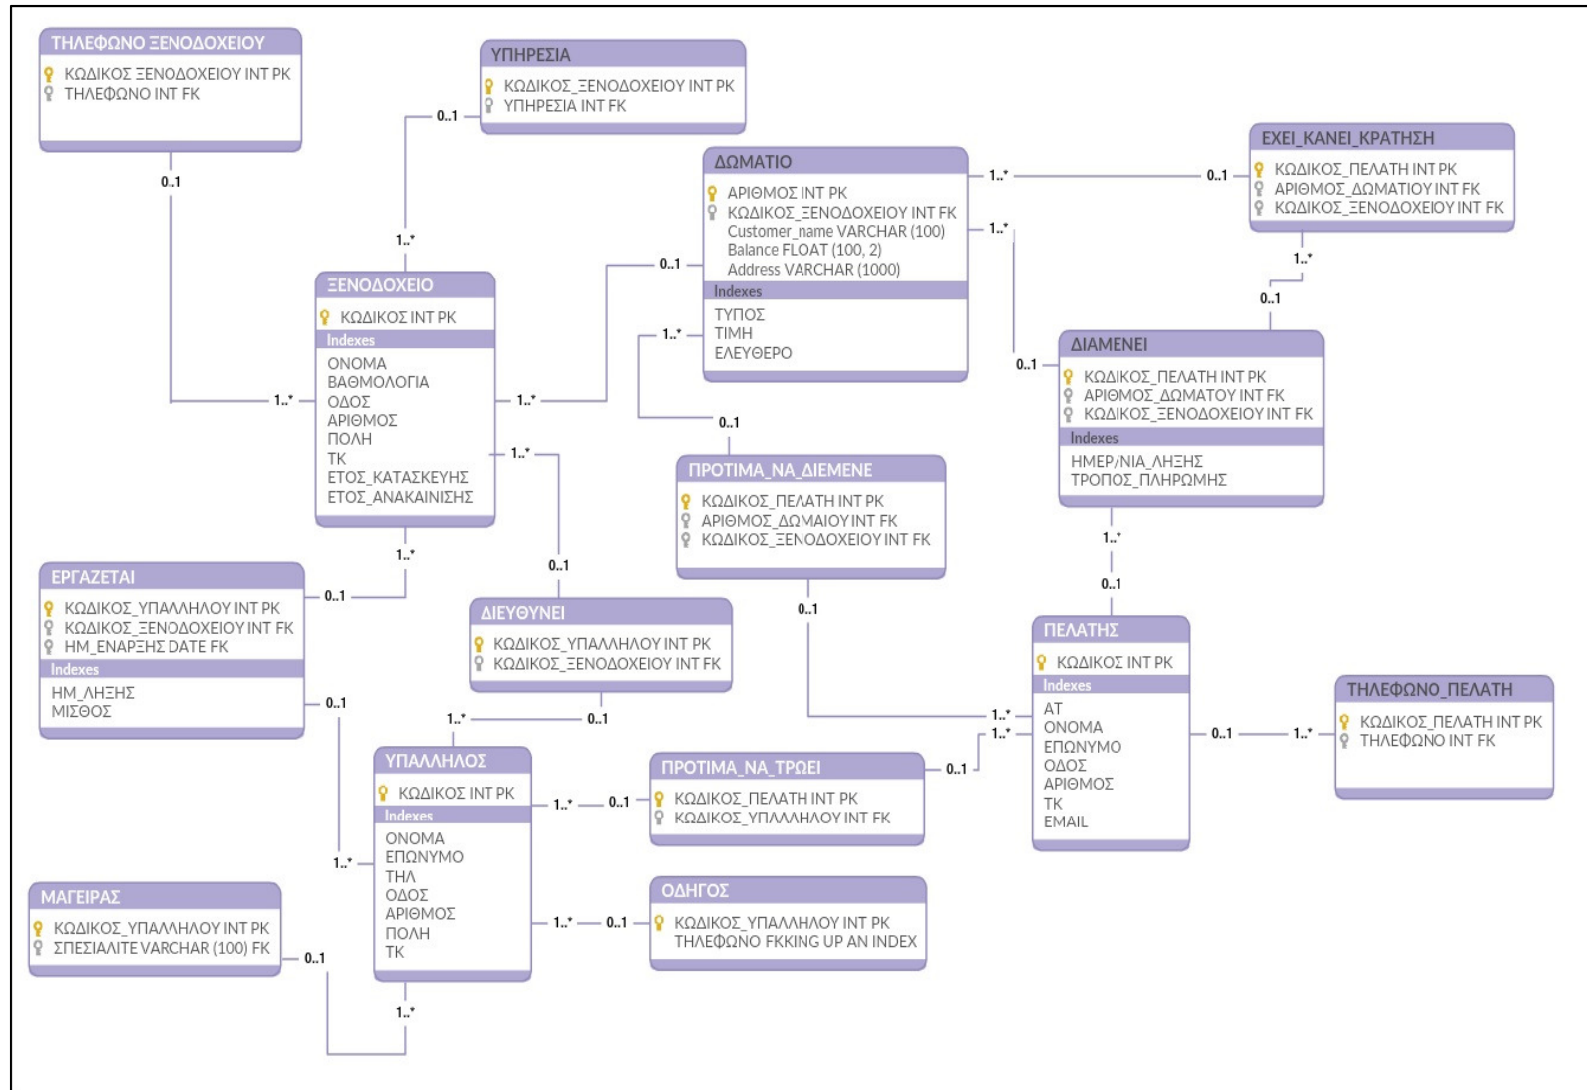 ΤΗΛΕΦΩΝΟ ΞΕΝΟΔΟΧΕΙΟΥ
ΚΩΔΙΚΟΣ ΞΕΝΟΔΟΧΕΙΟΥ INT PK
ΤΗΛΕΦΩΝΟ INT FK
0..1
1..*
ΥΠΗΡΕΣΙΑ
ΚΩΔΙΚΟΣ_ΞΕΝΟΔΟΧΕΙΟΥ INT PK
ΥΠΗΡΕΣΙΑ INT FK
0..1
1..*
ΔΩΜΑΤΙΟ
ΑΡΙΘΜΟΣ INT PK
ΚΩΔΙΚΟΣ_ΞΕΝΟΔΟΧΕΙΟΥ INT FK
Customer_name VARCHAR (100)
Balance FLOAT (100, 2)
Address VARCHAR (1000)
Indexes
ΤΥΠΟΣ
ΤΙΜΗ
ΕΛΕΥΘΕΡΟ
1..*
0..1
1..*
0..1
0..1
1..*
1..*
0..1
ΕΧΕΙ_ΚΑΝΕΙ_ΚΡΑΤΗΣΗ
ΚΩΔΙΚΟΣ_ΠΕΛΑΤΗ INT PK
ΑΡΙΘΜΟΣ_ΔΩΜΑΤΙΟΥ INT FK
ΚΩΔΙΚΟΣ_ΞΕΝΟΔΟΧΕΙΟΥ INT FK
1..*
0..1
ΞΕΝΟΔΟΧΕΙΟ
ΚΩΔΙΚΟΣ INT PK
Indexes
ΟΝΟΜΑ
ΒΑΘΜΟΛΟΓΙΑ
ΟΔΟΣ
ΑΡΙΘΜΟΣ
ΠΟΛΗ
ΤΚ
ΕΤΟΣ_ΚΑΤΑΣΚΕΥΗΣ
ΕΤΟΣ_ΑΝΑΚΑΙΝΙΣΗΣ
1..*
0..1
1..*
0..1
ΔΙΑΜΕΝΕΙ
ΚΩΔΙΚΟΣ_ΠΕΛΑΤΗ INT PK
ΑΡΙΘΜΟΣ_ΔΩΜΑΤΟΥ INT FK
ΚΩΔΙΚΟΣ_ΞΕΝΟΔΟΧΕΙΟΥ INT FK
Indexes
ΗΜΕΡ/ΝΙΑ_ΛΗΞΗΣ
ΤΡΟΠΟΣ_ΠΛΗΡΩΜΗΣ
1..*
0..1
ΠΡΟΤΙΜΑ_ΝΑ_ΔΙΕΜΕΝΕ
ΚΩΔΙΚΟΣ_ΠΕΛΑΤΗ INT PK
ΑΡΙΘΜΟΣ_ΔΩΜΑΙΟΥ INT FK
ΚΩΔΙΚΟΣ_ΞΕΝΟΔΟΧΕΙΟΥ INT FK
0..1
1..*
ΕΡΓΑΖΕΤΑΙ
ΚΩΔΙΚΟΣ_ΥΠΑΛΛΗΛΟΥ INT PK
ΚΩΔΙΚΟΣ_ΞΕΝΟΔΟΧΕΙΟΥ INT FK
ΗΜ_ΕΝΑΡΞΗΣ DATE FK
Indexes
ΗΜ_ΛΗΞΗΣ
ΜΙΣΘΟΣ
0..1
1..*
ΔΙΕΥΘΥΝΕΙ
ΚΩΔΙΚΟΣ_ΥΠΑΛΛΗΛΟΥ INT PK
ΚΩΔΙΚΟΣ_ΞΕΝΟΔΟΧΕΙΟΥ INT FK
1..*
0..1
ΠΕΛΑΤΗΣ
ΚΩΔΙΚΟΣ INT PK
Indexes
ΑΤ
ΟΝΟΜΑ
ΕΠΩΝΥΜΟ
ΟΔΟΣ
ΑΡΙΘΜΟΣ
ΤΚ
EMAIL
0..1
1..*
ΤΗΛΕΦΩΝΟ_ΠΕΛΑΤΗ
ΚΩΔΙΚΟΣ_ΠΕΛΑΤΗ INT PK
ΤΗΛΕΦΩΝΟ INT FK
ΥΠΑΛΛΗΛΟΣ
ΚΩΔΙΚΟΣ INT PK
Indexes
ΟΝΟΜΑ
ΕΠΩΝΥΜΟ
ΤΗΛ
ΟΔΟΣ
ΑΡΙΘΜΟΣ
ΠΟΛΗ
ΤΚ
1..*
0..1
ΠΡΟΤΙΜΑ_ΝΑ_ΤΡΩΕΙ
ΚΩΔΙΚΟΣ_ΠΕΛΑΤΗ INT PK
ΚΩΔΙΚΟΣ_ΥΠΛΛΛΗΛΟΥ INT FK
0..1
1..*
1..*
0..1
ΟΔΗΓΟΣ
ΚΩΔΙΚΟΣ_ΥΠΑΛΛΗΛΟΥ INT PK
ΤΗΛΕΦΩΝΟ FKKING UP AN INDEX
ΜΑΓΕΙΡΑΣ
ΚΩΔΙΚΟΣ_ΥΠΑΛΛΗΛΟΥ INT PK
ΣΠΕΣΙΑΛΙΤΕ VARCHAR (100) FK
0..1
1..*